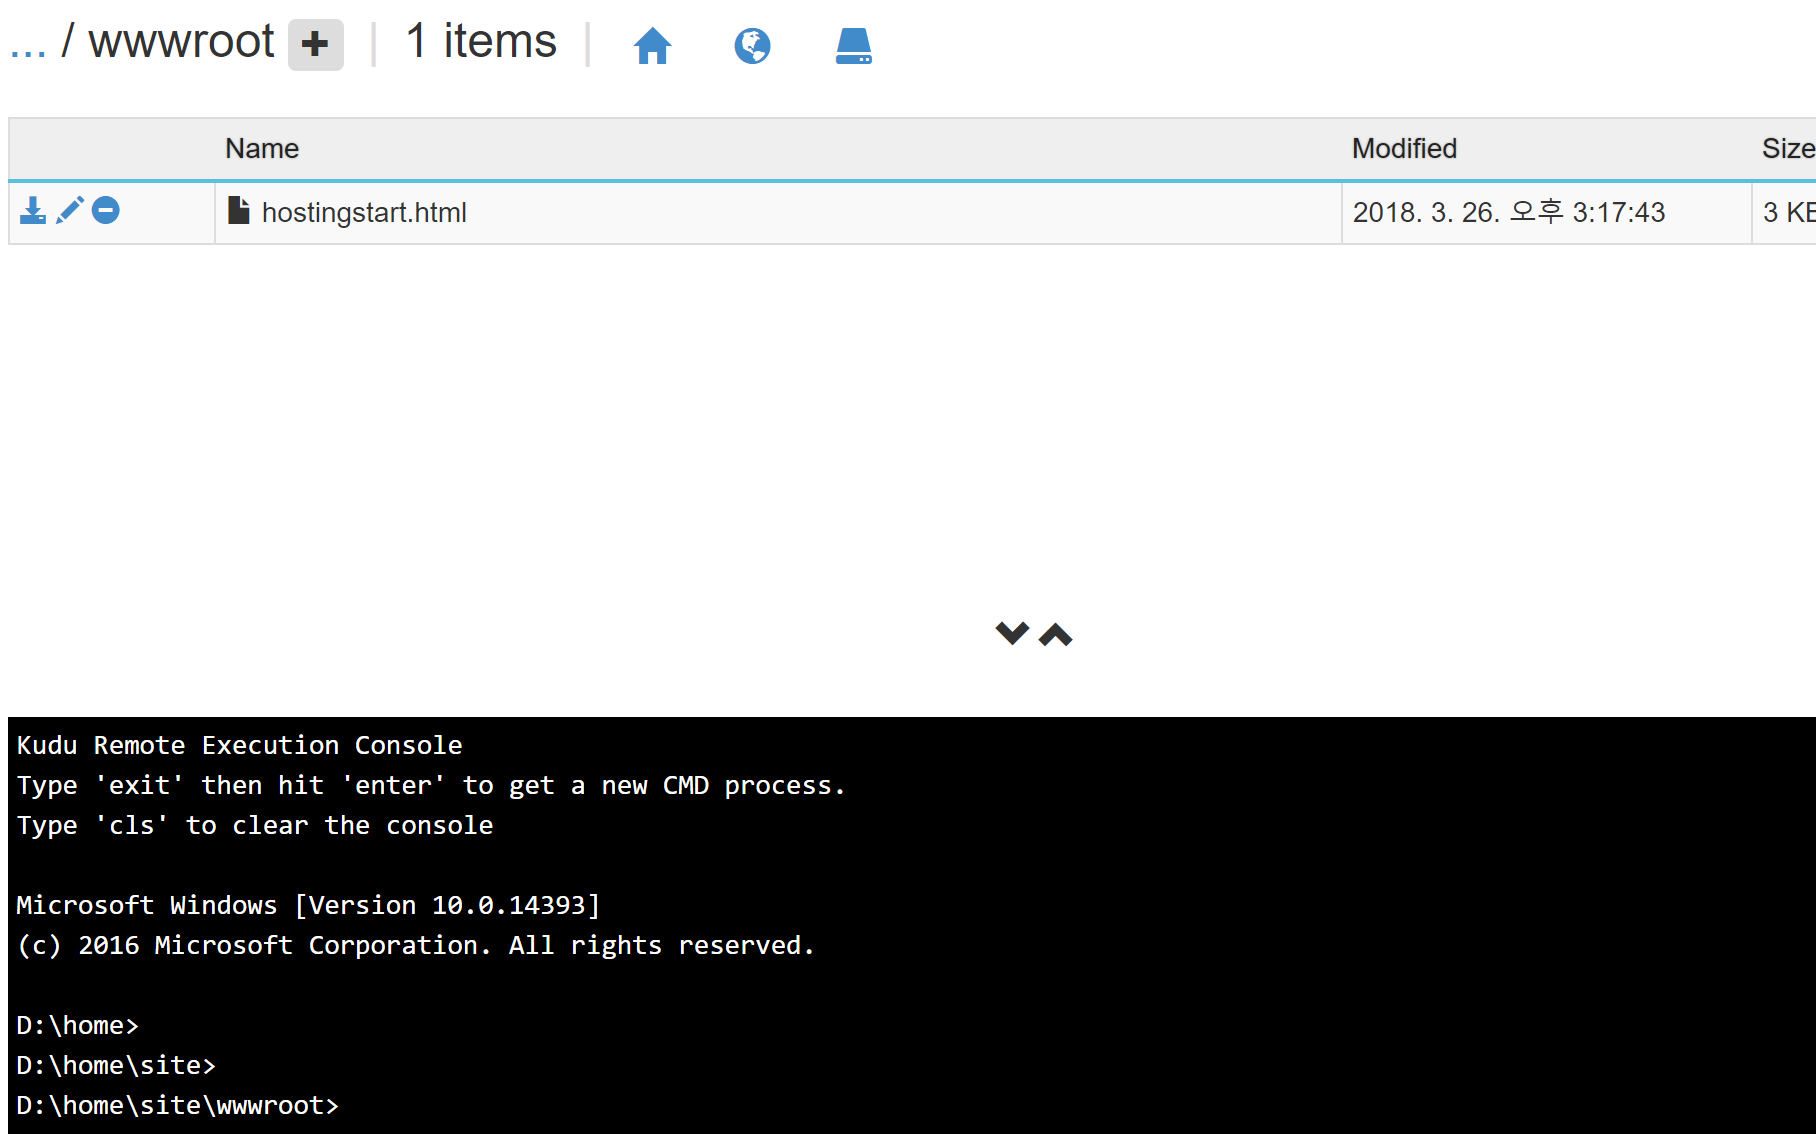 ... / wwwroot | 1 items |
Name Modified Size
hostingstart.html 2018. 3. 26. 오후 3:17:43 3 KB
Kudu Remote Execution Console
Type 'exit' then hit 'enter' to get a new CMD process.
Type 'cls' to clear the console
Microsoft Windows [Version 10.0.14393]
(c) 2016 Microsoft Corporation. All rights reserved.
D:\home>
D:\home\site>
D:\home\site\wwwroot>